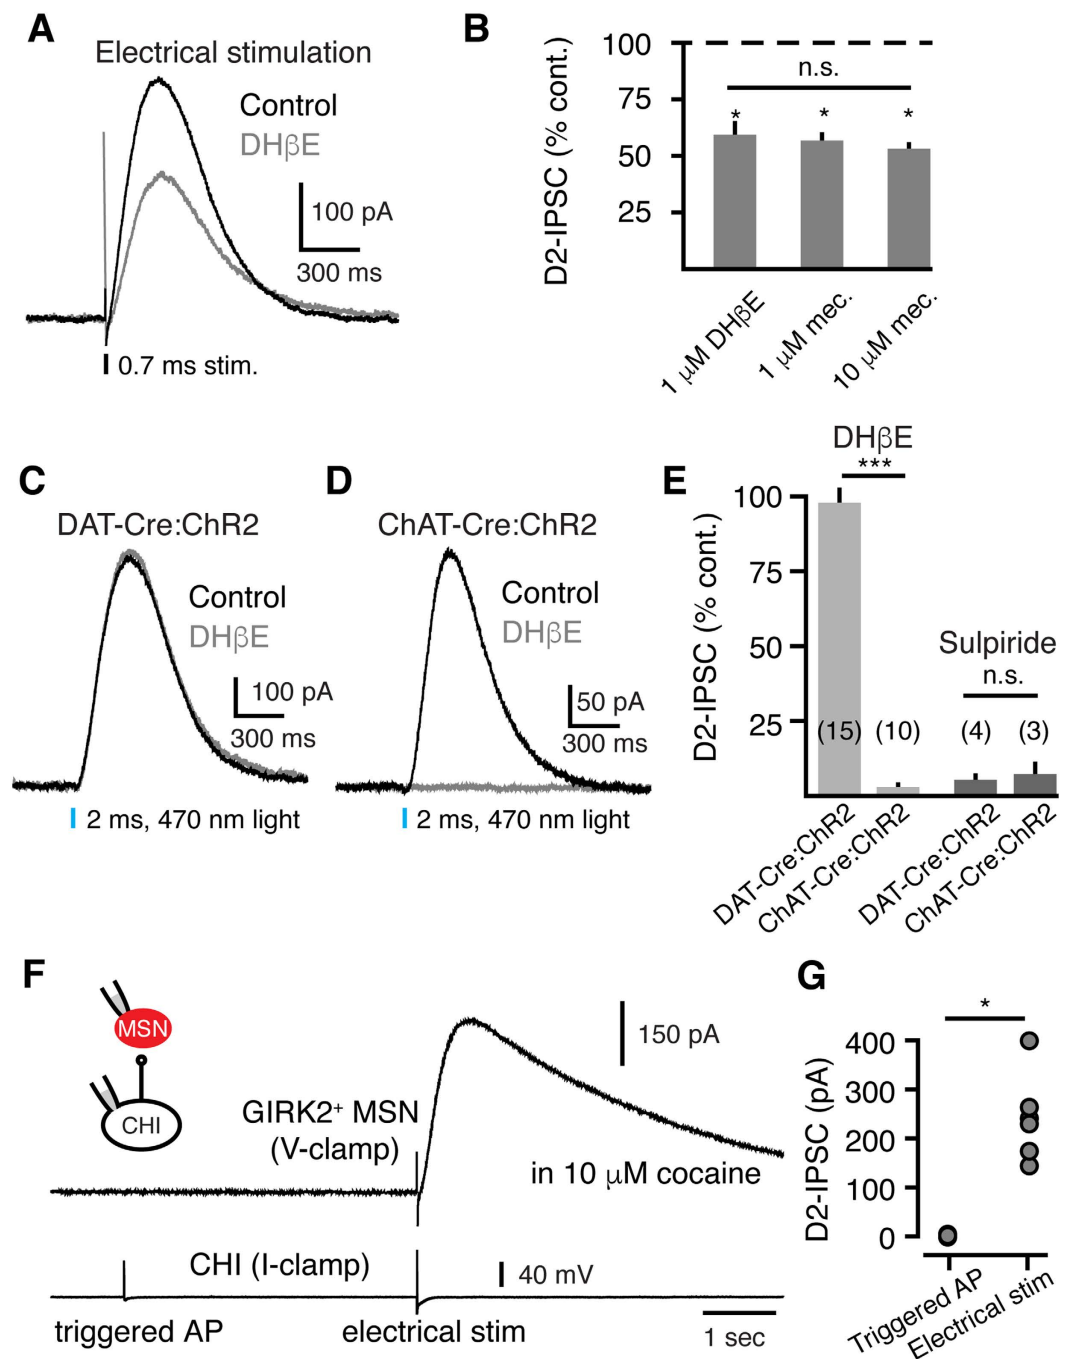 A
Electrical stimulation
Control
DHβE
100 pA
300 ms
0.7 ms stim.
B
D2-IPSC (% cont.)
100
75
50
25
n.s.
*
*
*
1 μM DHβE
1 μM mec.
10 μM mec.
C
DAT-Cre:ChR2
Control
DHβE
100 pA
300 ms
2 ms, 470 nm light
D
ChAT-Cre:ChR2
Control
DHβE
50 pA
300 ms
2 ms, 470 nm light
E
D2-IPSC (% cont.)
100
75
50
25
DHβE
***
Sulpiride
n.s.
(15)
(10)
(4)
(3)
DAT-Cre:ChR2
ChAT-Cre:ChR2
DAT-Cre:ChR2
ChAT-Cre:ChR2
F
MSN
CHI
GIRK2⁺ MSN
(V-clamp)
150 pA
in 10 μM cocaine
CHI (I-clamp)
40 mV
triggered AP
electrical stim
1 sec
G
*
D2-IPSC (pA)
400
300
200
100
0
Triggered AP
Electrical stim